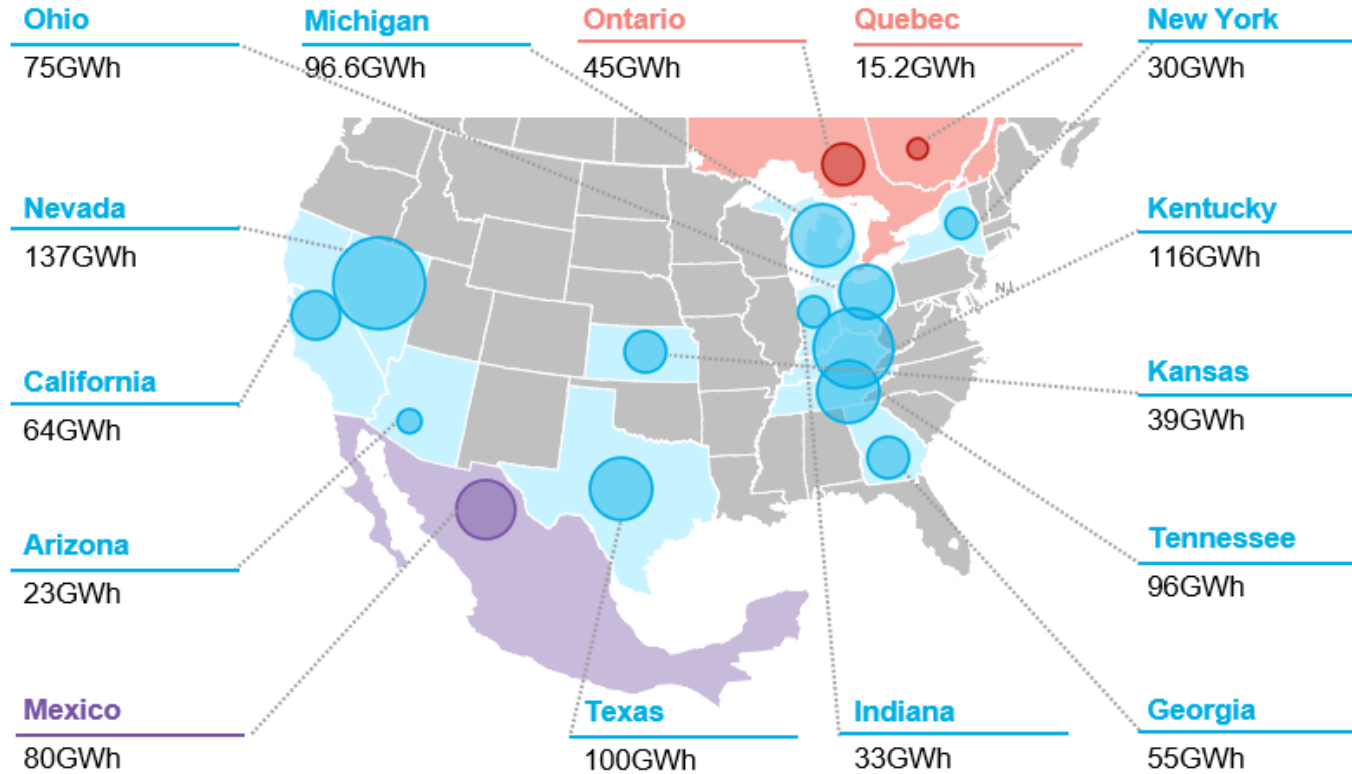 Ohio
75GWh
Michigan
96.6GWh
Ontario
45GWh
Quebec
15.2GWh
New York
30GWh
Nevada
137GWh
Kentucky
116GWh
N.J.
California
64GWh
Kansas
39GWh
Arizona
23GWh
Tennessee
96GWh
Mexico
80GWh
Texas
100GWh
Indiana
33GWh
Georgia
55GWh